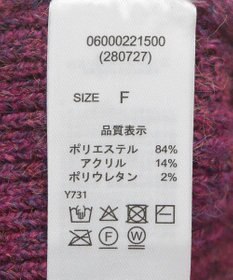 06000221500
(280727)
SIZE F
品質表示
ポリエステル 84%
アクリル 14%
ポリウレタン 2%
Y731
F W